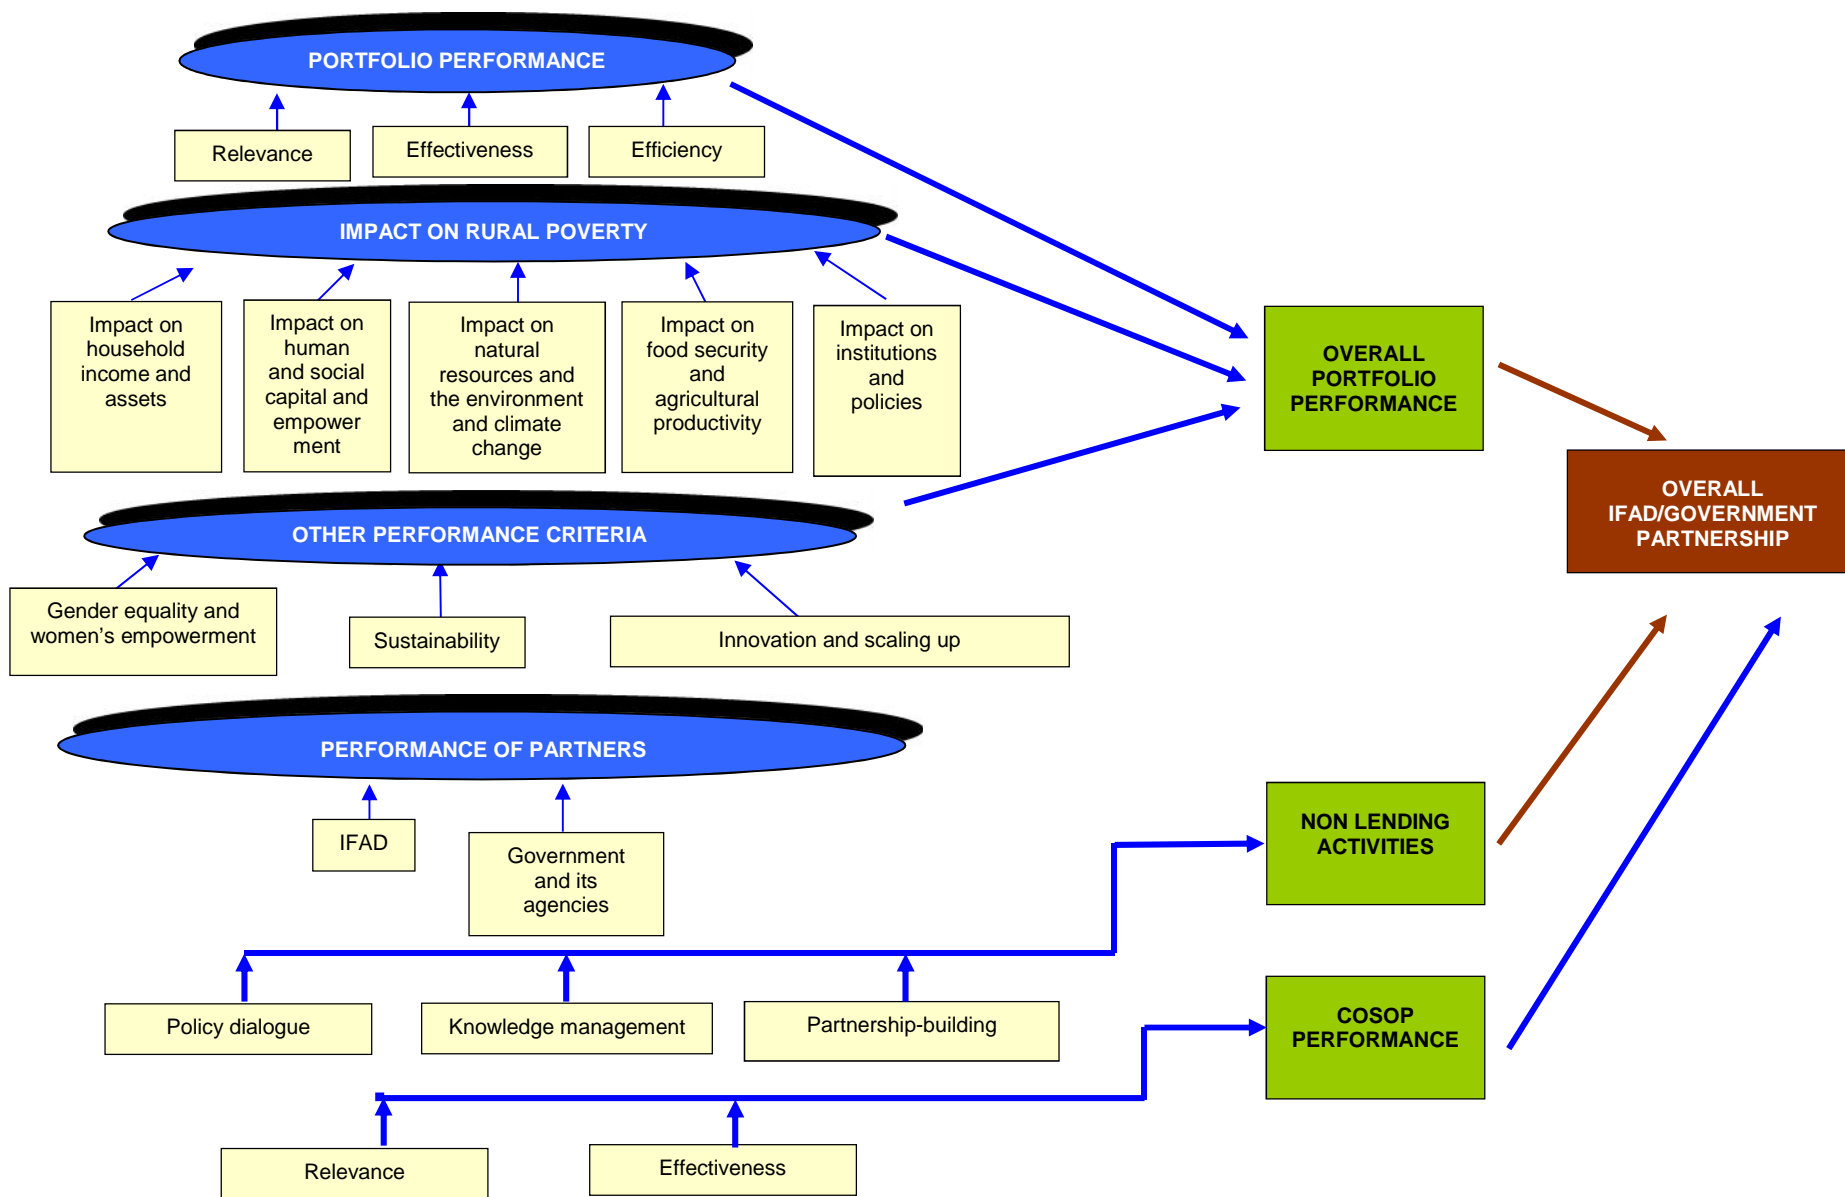 PORTFOLIO PERFORMANCE
Relevance
Effectiveness
Efficiency
IMPACT ON RURAL POVERTY
Impact on
household
income and
assets
Impact on
human
and social
capital and
empower
ment
Impact on
natural
resources and
the environment
and climate
change
Impact on
food security
and
agricultural
productivity
Impact on
institutions
and
policies
OTHER PERFORMANCE CRITERIA
Gender equality and
women’s empowerment
Sustainability
Innovation and scaling up
PERFORMANCE OF PARTNERS
IFAD
Government
and its
agencies
Policy dialogue
Knowledge management
Partnership-building
Relevance
Effectiveness
OVERALL
PORTFOLIO
PERFORMANCE
NON LENDING
ACTIVITIES
COSOP
PERFORMANCE
OVERALL
IFAD/GOVERNMENT
PARTNERSHIP